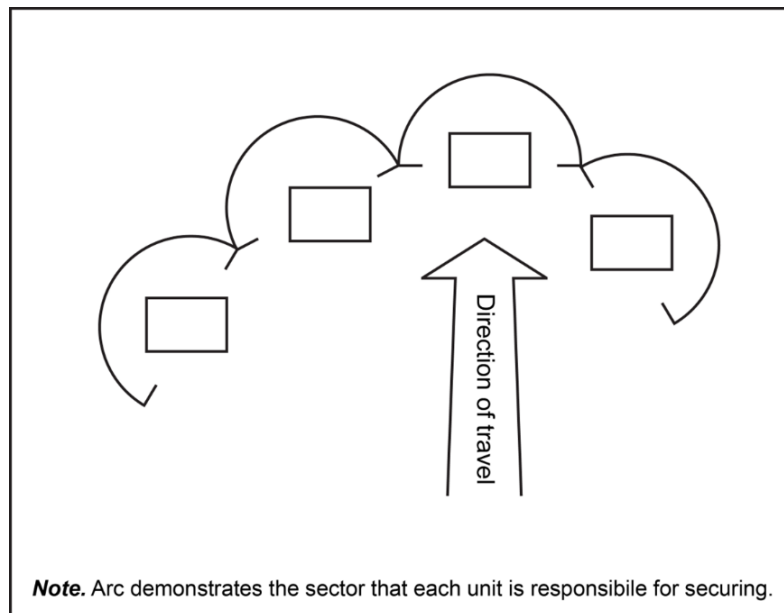 Direction of travel
Note. Arc demonstrates the sector that each unit is responsibile for securing.